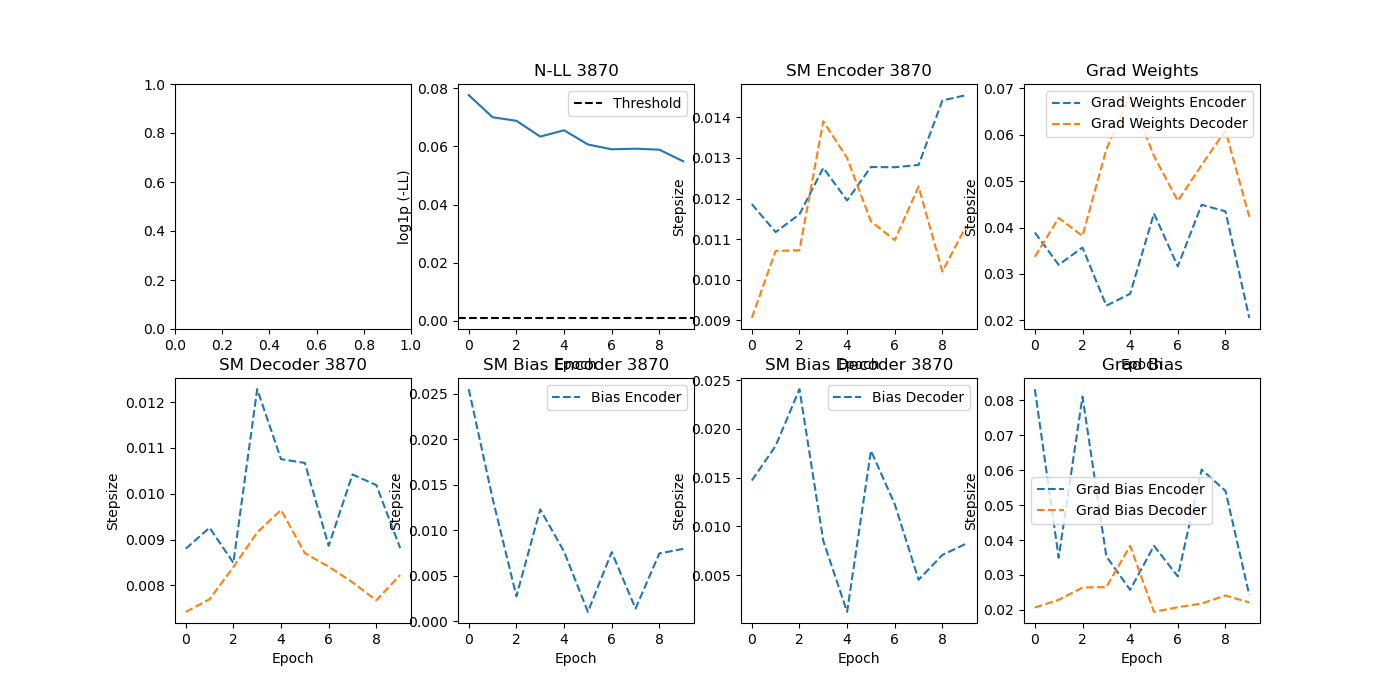 N-LL 3870
SM Encoder 3870
Grad Weights
1.0
0.8
0.6
0.4
0.2
0.0
0.0 0.2 0.4 0.6 0.8 1.0
log1p (-LL)
0.08
0.06
0.04
0.02
0.00
Threshold
0 2 4 6 8
Epoch
Stepsize
0.014
0.013
0.012
0.011
0.010
0.009
0 2 4 6 8
Epoch
Stepsize
0.07
0.06
0.05
0.04
0.03
0.02
Grad Weights Encoder
Grad Weights Decoder
0 2 4 6 8
Epoch
SM Decoder 3870
SM Bias Encoder 3870
SM Bias Decoder 3870
Grad Bias
Stepsize
0.012
0.011
0.010
0.009
0.008
0 2 4 6 8
Epoch
Stepsize
0.025
0.020
0.015
0.010
0.005
0.000
Bias Encoder
0 2 4 6 8
Epoch
Stepsize
0.025
0.020
0.015
0.010
0.005
Bias Decoder
0 2 4 6 8
Epoch
Stepsize
0.08
0.07
0.06
0.05
0.04
0.03
0.02
Grad Bias Encoder
Grad Bias Decoder
0 2 4 6 8
Epoch